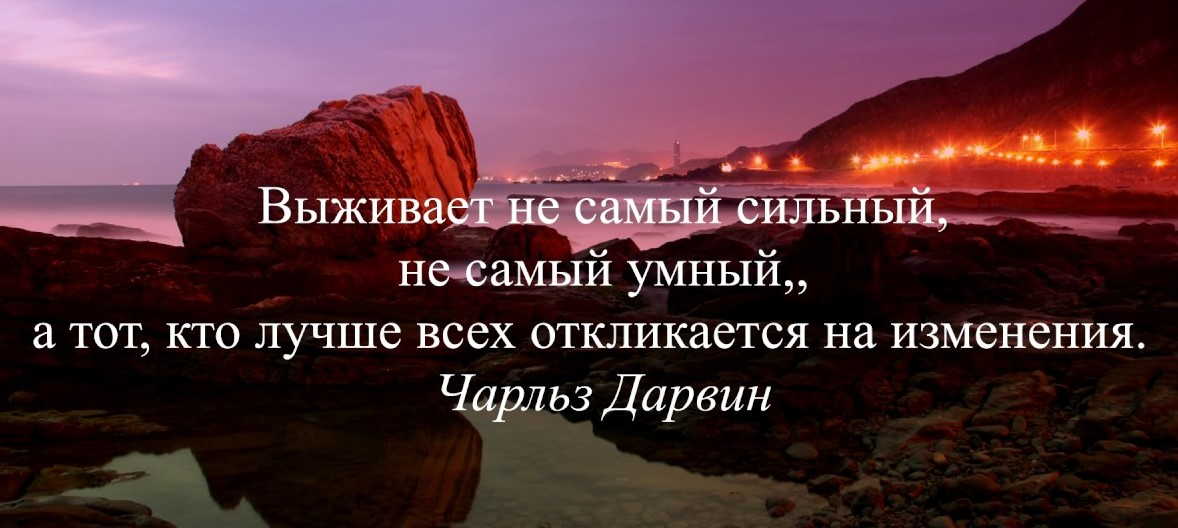 Выживает не самый сильный,
не самый умный,,
а тот, кто лучше всех откликается на изменения.
Чарльз Дарвин